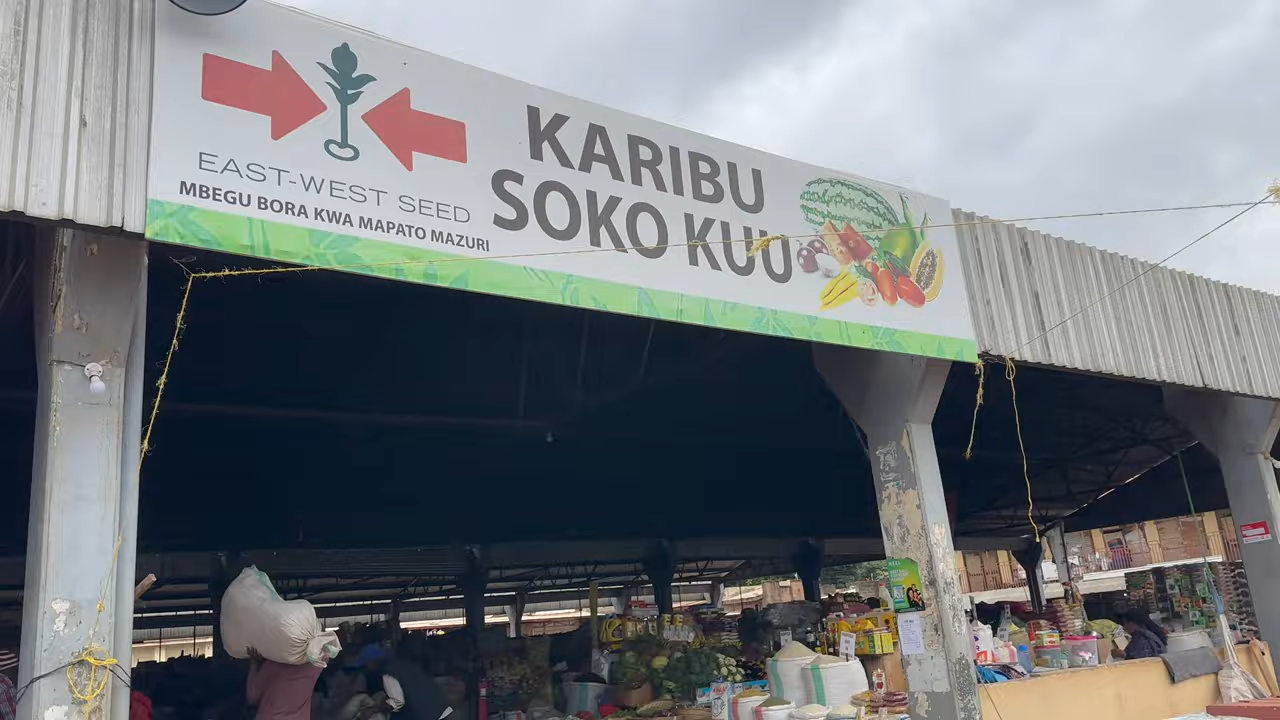 EAST-WEST SEED
MBEGU BORA KWA MAPATO MAZURI
KARIBU
SOKO KUU